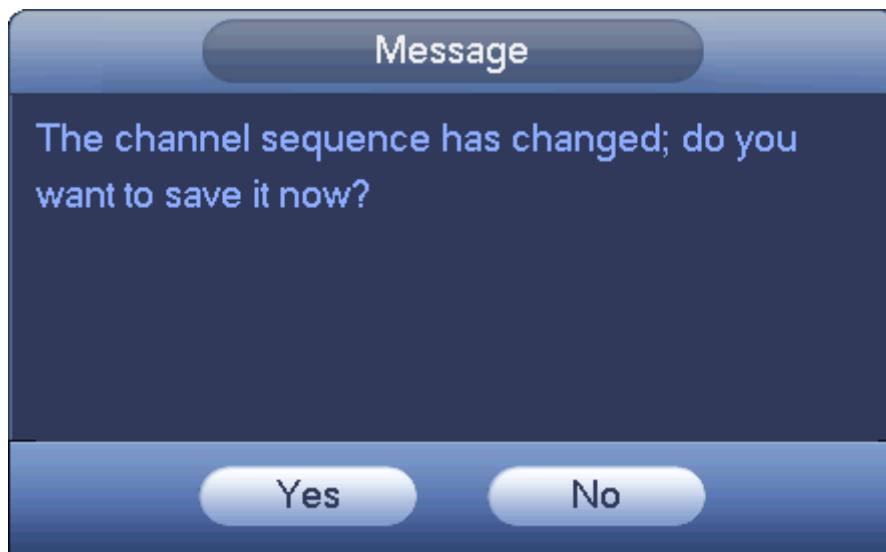 Message
The channel sequence has changed; do you
want to save it now?
Yes
No